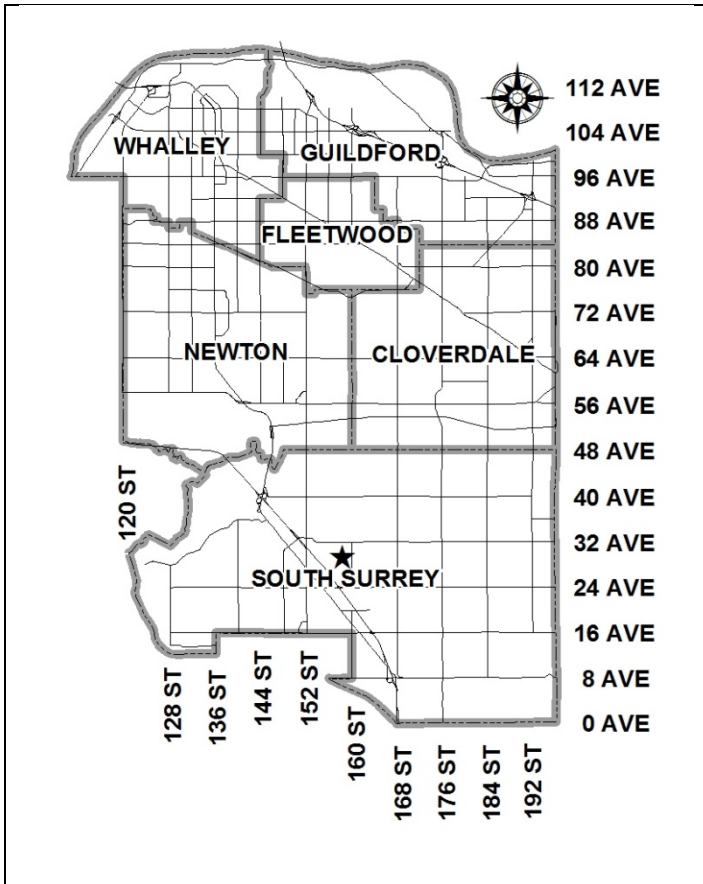 112 AVE
104 AVE
WHALLEY
GUILDFORD
96 AVE
88 AVE
FLEETWOOD
80 AVE
72 AVE
NEWTON
CLOVERDALE
64 AVE
56 AVE
48 AVE
120 ST
40 AVE
32 AVE
SOUTH SURREY
24 AVE
16 AVE
8 AVE
0 AVE
128 ST
136 ST
144 ST
152 ST
160 ST
168 ST
176 ST
184 ST
192 ST